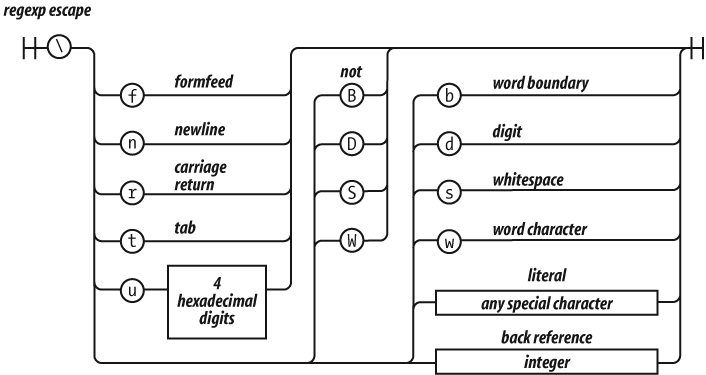 regexp escape
\
not
f formfeed B b word boundary
n newline D d digit
carriage
r return S s whitespace
t tab W w word character
u 4
hexadecimal
digits
literal
any special character
back reference
integer